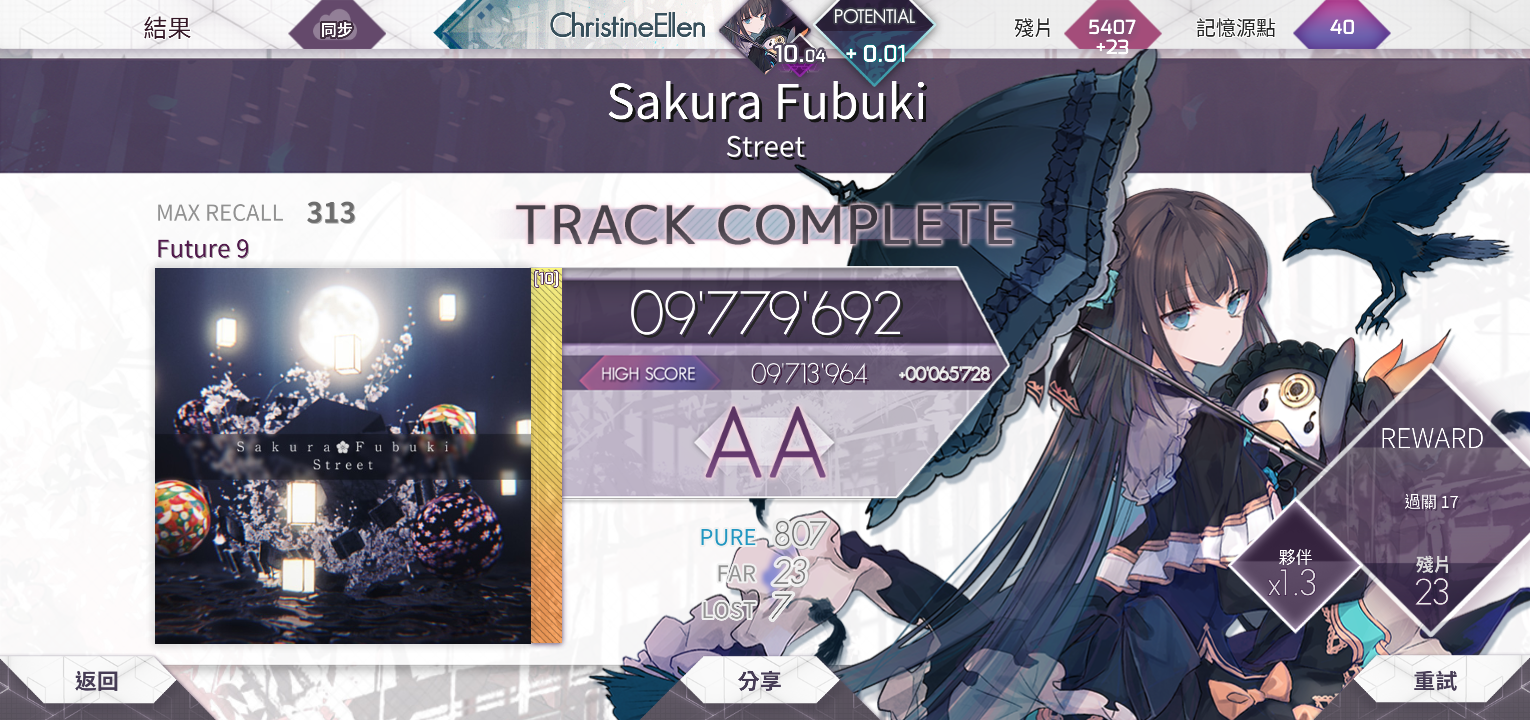 結果
同步
ChristineEllen
10.04
POTENTIAL
+ 0.01
殘片
5407
+23
記憶源點
40
Sakura Fubuki
Street
MAX RECALL 313
TRACK COMPLETE
Future 9
[10]
09'779'692
HIGH SCORE 09'713'964 +00'065'728
AA
Sakura Fubuki
Street
PURE 807
FAR 23
LOST 7
REWARD
過關 17
殘片
23
夥伴
x1.3
返回
分享
重試